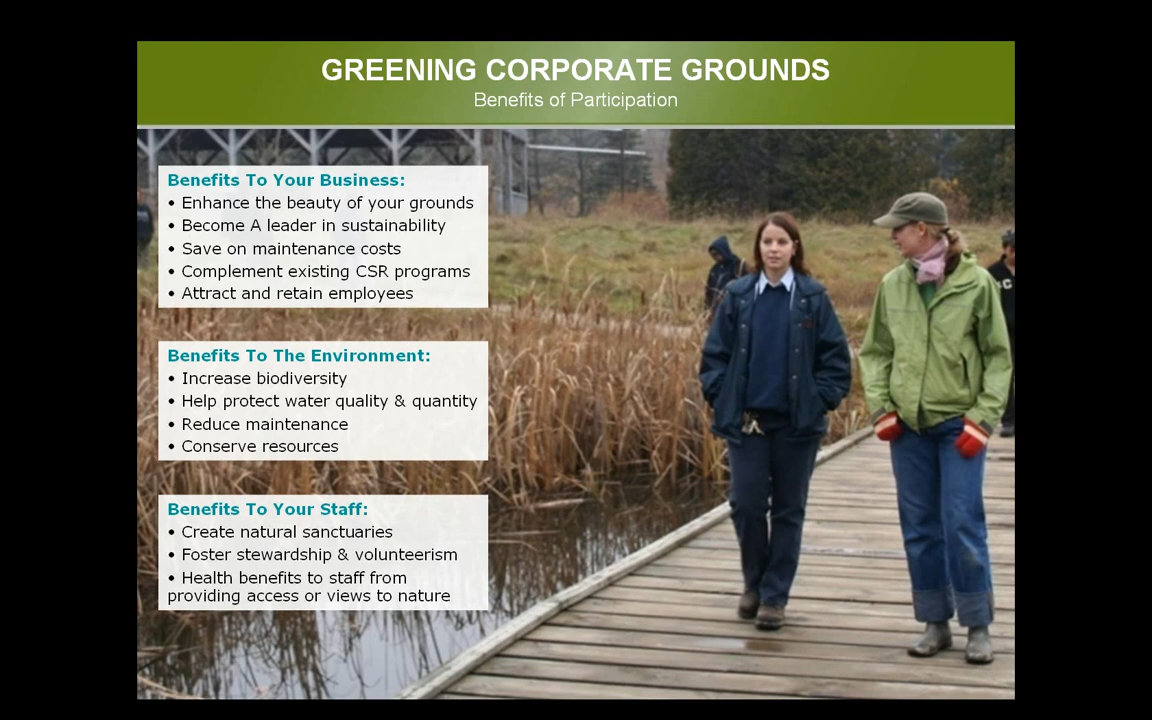 GREENING CORPORATE GROUNDS
Benefits of Participation
Benefits To Your Business:
• Enhance the beauty of your grounds
• Become A leader in sustainability
• Save on maintenance costs
• Complement existing CSR programs
• Attract and retain employees
Benefits To The Environment:
• Increase biodiversity
• Help protect water quality & quantity
• Reduce maintenance
• Conserve resources
Benefits To Your Staff:
• Create natural sanctuaries
• Foster stewardship & volunteerism
• Health benefits to staff from
providing access or views to nature